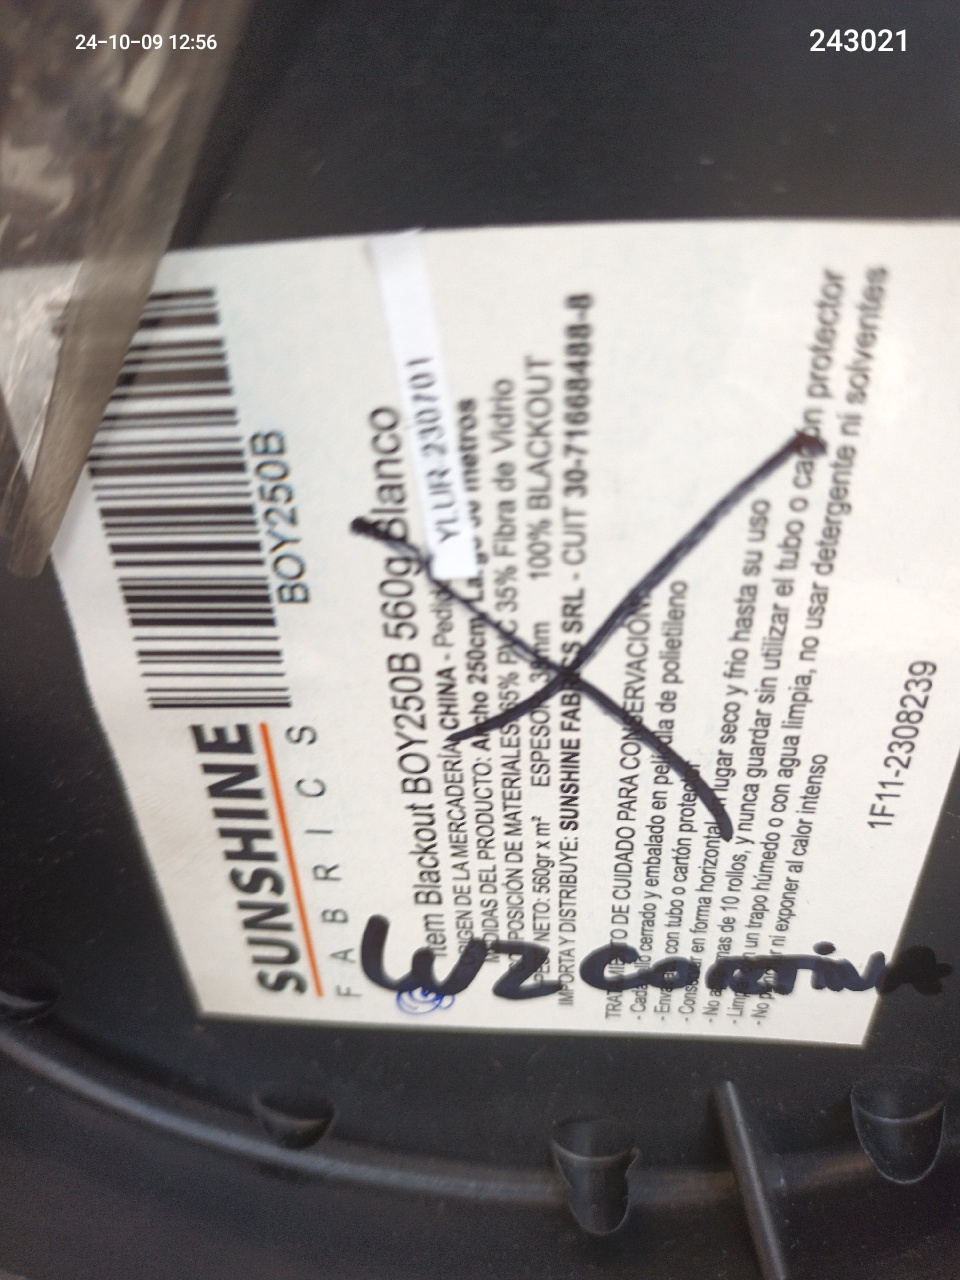 24-10-09 12:56
243021
SUNSHINE
FABRICS
BOY250B
Item Blackout BOY250B 560g Blanco
ORIGEN DE LA MERCADERÍA CHINA - Pedido
YLUR-230701
MEDIDAS DEL PRODUCTO: Ancho 250cm, Largo 30 metros
COMPOSICIÓN DE MATERIALES 65% PVC 35% Fibra de Vidrio
PESO NETO: 560gr x m² ESPESOR 100% BLACKOUT
IMPORTA Y DISTRIBUYE: SUNSHINE FABRICS SRL - CUIT 30-71668488-8
TRATAMIENTO DE CUIDADO PARA CONSERVACIÓN
- Cada rollo cerrado y embalado en película de polietileno
- Envasado con tubo o cartón protector
- Conservar en forma horizontal en lugar seco y frio hasta su uso
- No mas de 10 rollos, y nunca guardar sin utilizar el tubo o cartón protector
- Limpiar con un trapo húmedo o con agua limpia, no usar detergente ni solventes
- No ni exponer al calor intenso
1F11-2308239